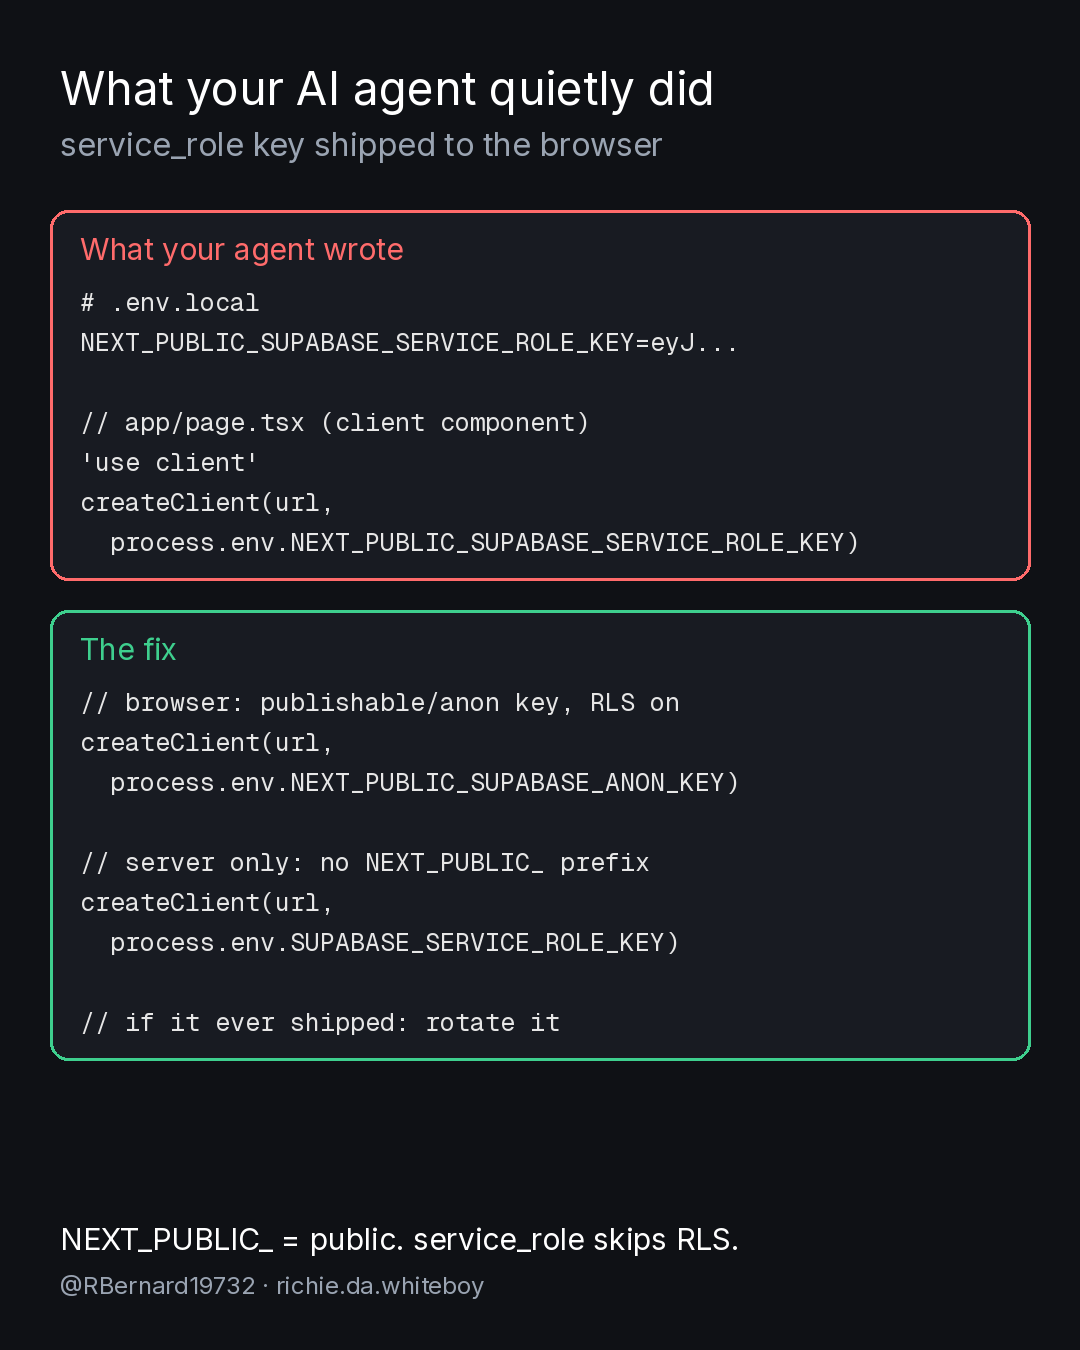 What your AI agent quietly did
service_role key shipped to the browser
What your agent wrote
# .env.local
NEXT_PUBLIC_SUPABASE_SERVICE_ROLE_KEY=eyJ...
// app/page.tsx (client component)
'use client'
createClient(url,
  process.env.NEXT_PUBLIC_SUPABASE_SERVICE_ROLE_KEY)
The fix
// browser: publishable/anon key, RLS on
createClient(url,
  process.env.NEXT_PUBLIC_SUPABASE_ANON_KEY)
// server only: no NEXT_PUBLIC_ prefix
createClient(url,
  process.env.SUPABASE_SERVICE_ROLE_KEY)
// if it ever shipped: rotate it
NEXT_PUBLIC_ = public. service_role skips RLS.
@RBernard19732 · richie.da.whiteboy